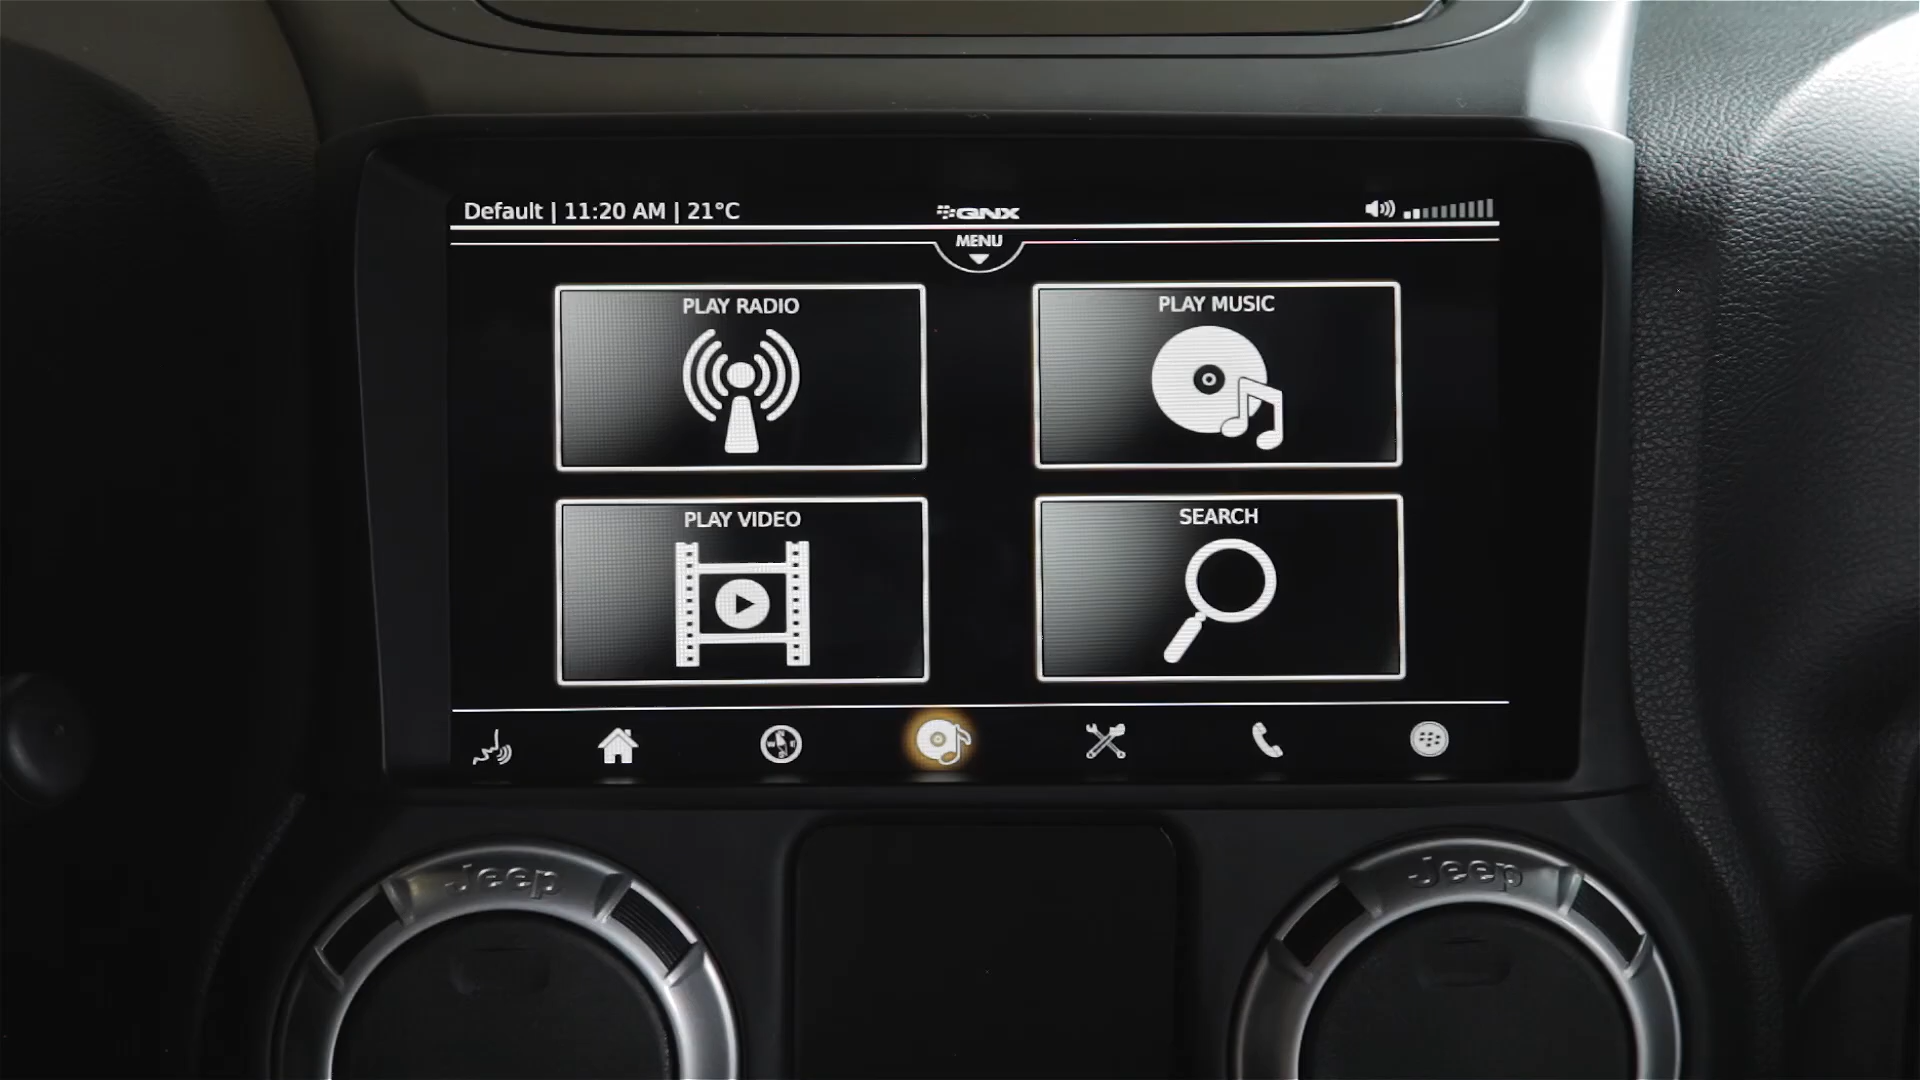 Default | 11:20 AM | 21°C
QNX
MENU
PLAY RADIO
PLAY MUSIC
PLAY VIDEO
SEARCH
Jeep
Jeep